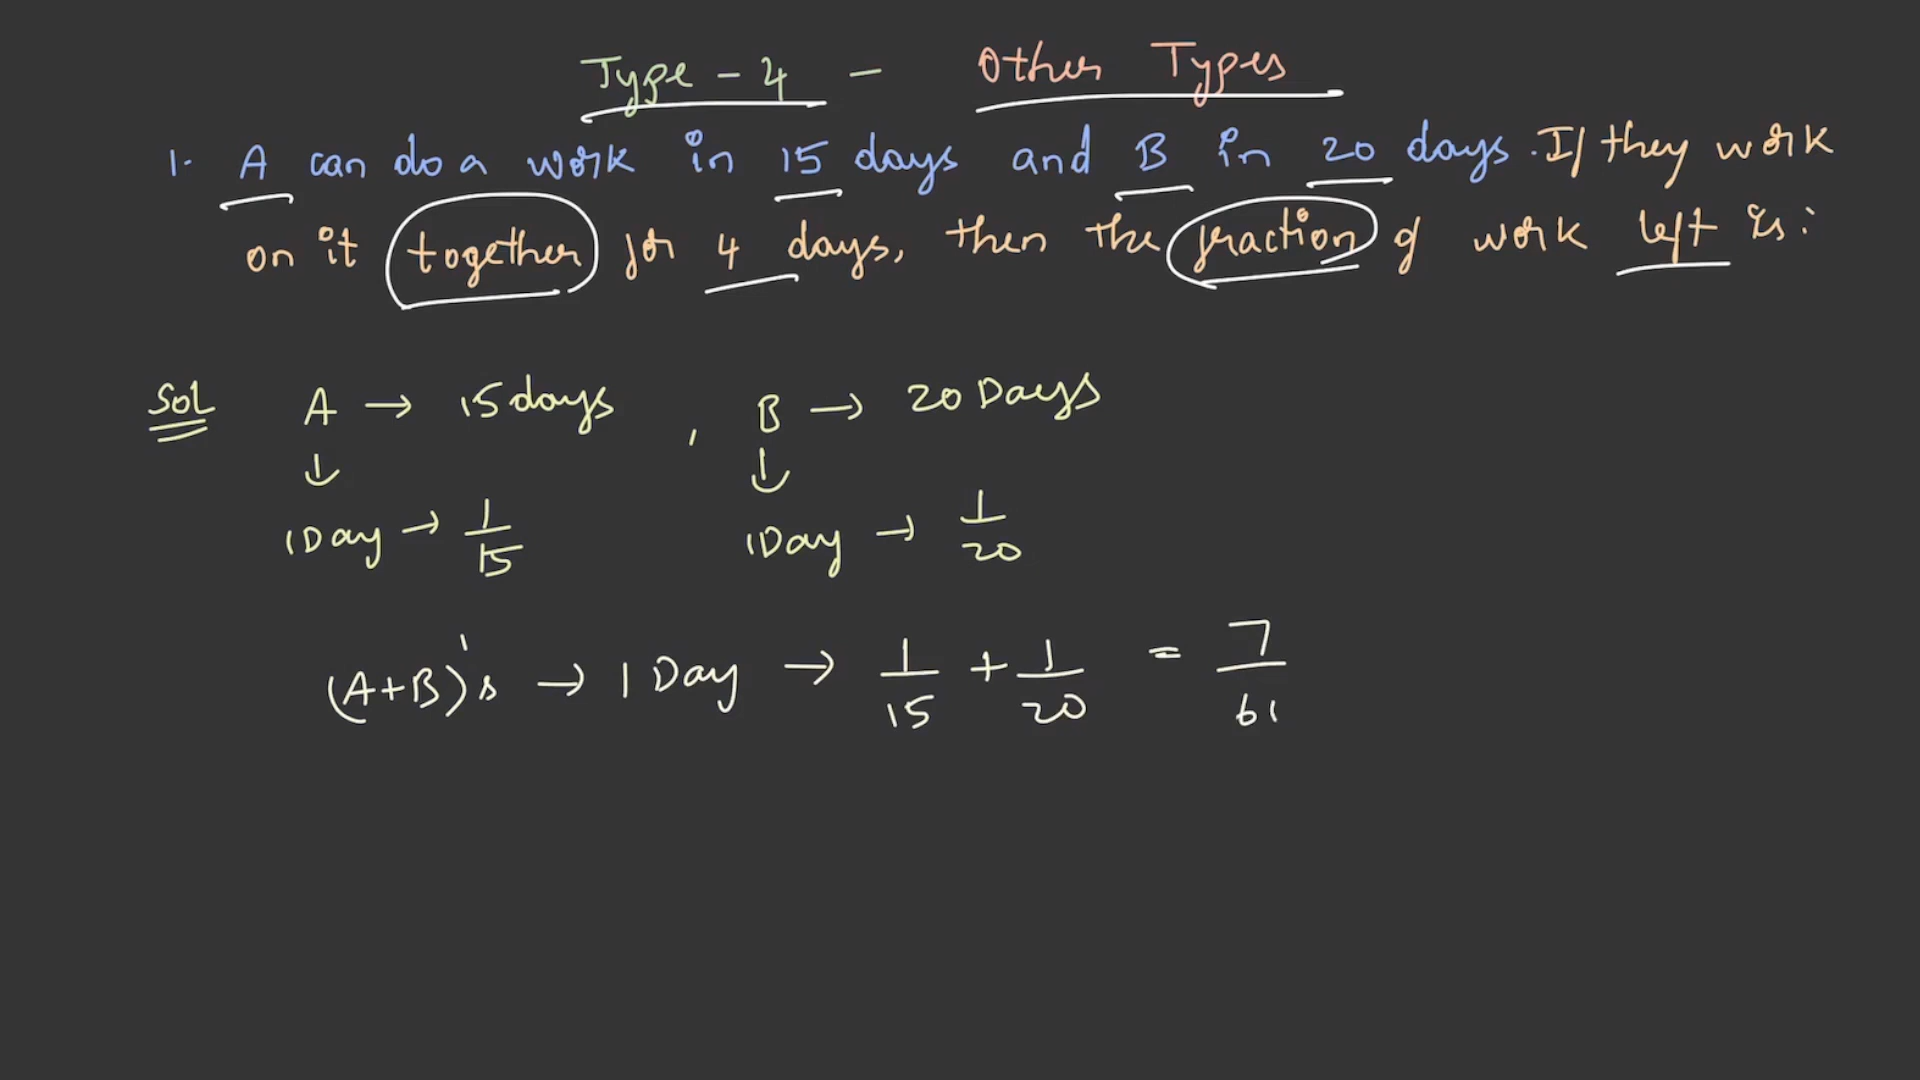 Type - 4 - Other Types
1. A can do a work in 15 days and B in 20 days. If they work
on it together for 4 days, then the fraction of work left is:
Sol A → 15 days , B → 20 Days
↓ ↓
1 Day → 1/15 1 Day → 1/20
(A+B)'s → 1 Day → 1/15 + 1/20 = 7/61